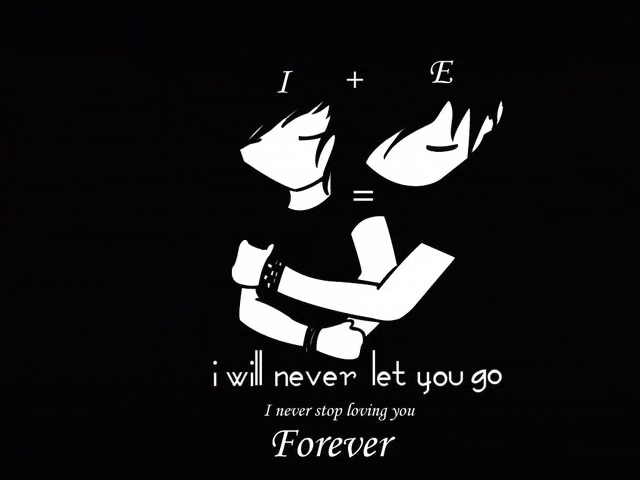 I + E
=
i will never let you go
I never stop loving you
Forever